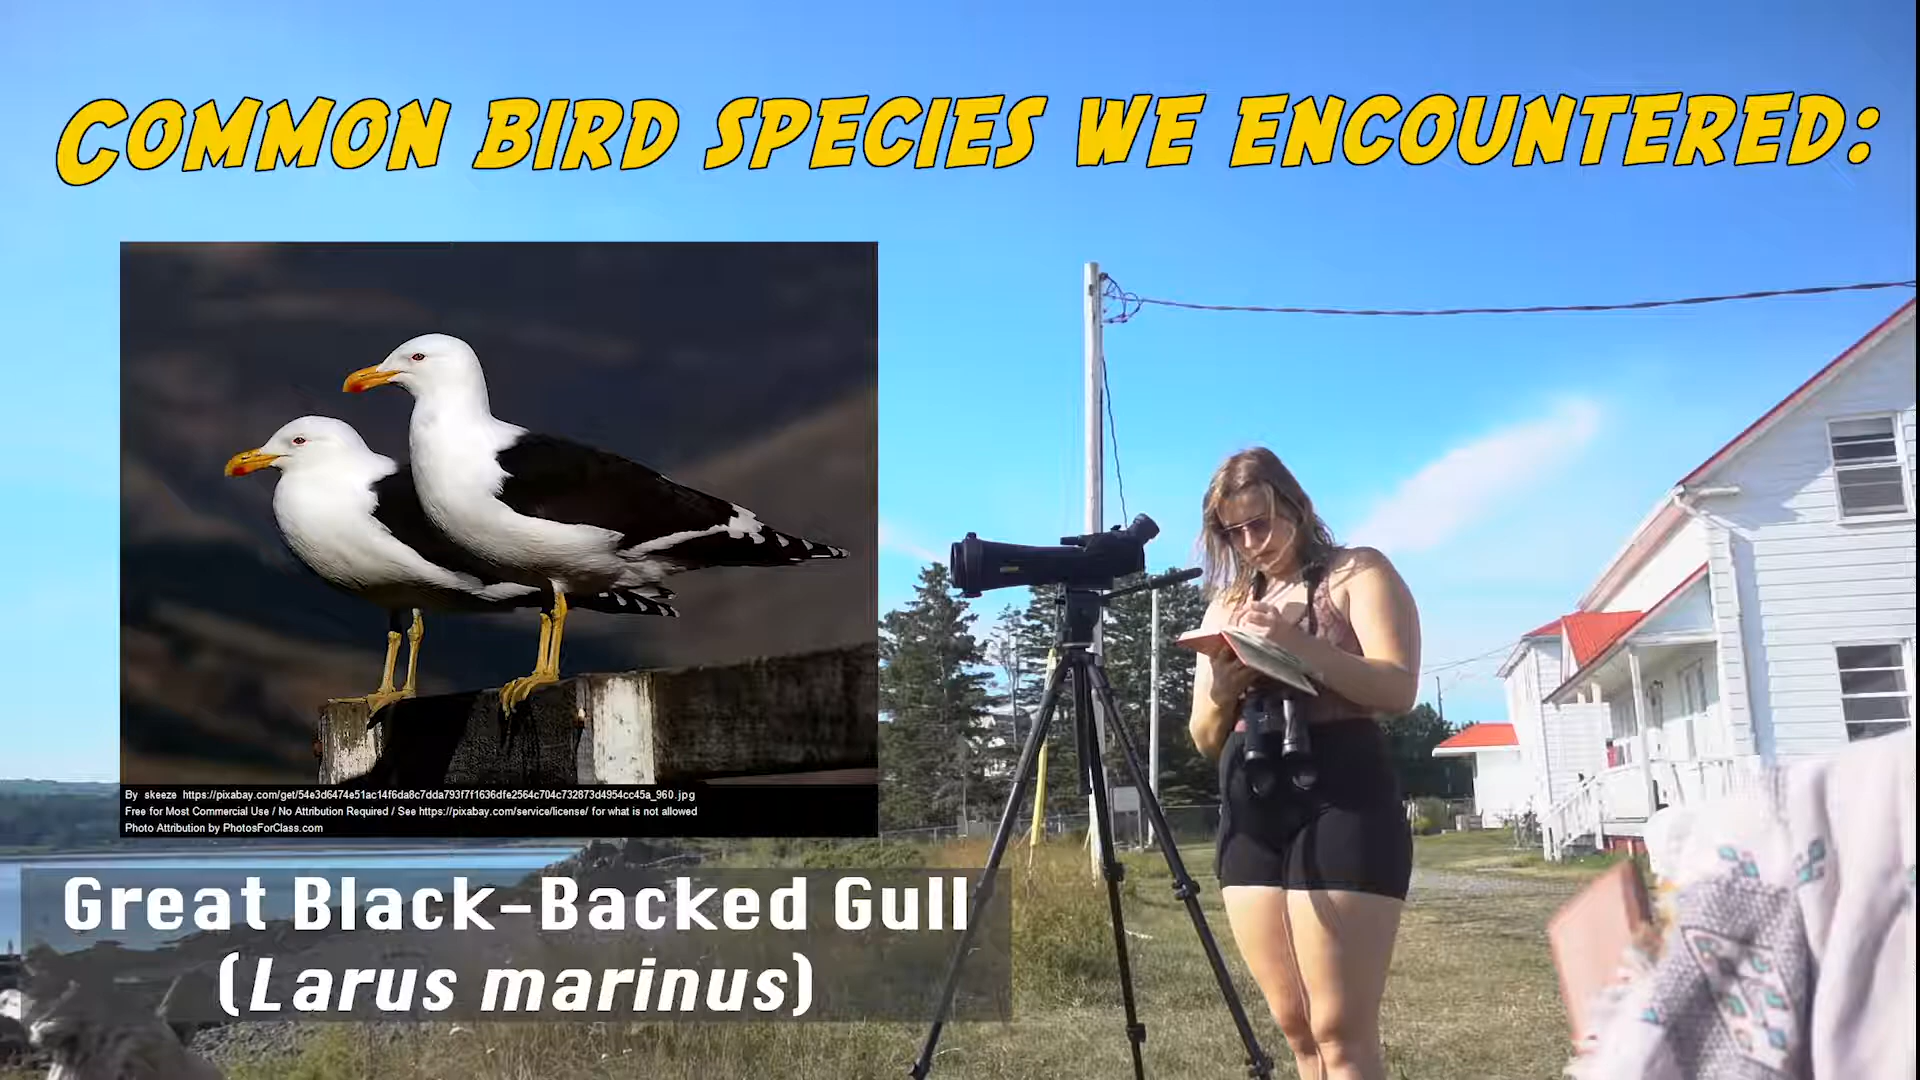 COMMON BIRD SPECIES WE ENCOUNTERED:
By skeeze https://pixabay.com/get/54e3d6474e51ac14f6da8c7dda793f7f1636dfe2564c704c732873d4954cc45a_960.jpg
Free for Most Commercial Use / No Attribution Required / See https://pixabay.com/service/license/ for what is not allowed
Photo Attribution by PhotosForClass.com
Great Black-Backed Gull
(Larus marinus)